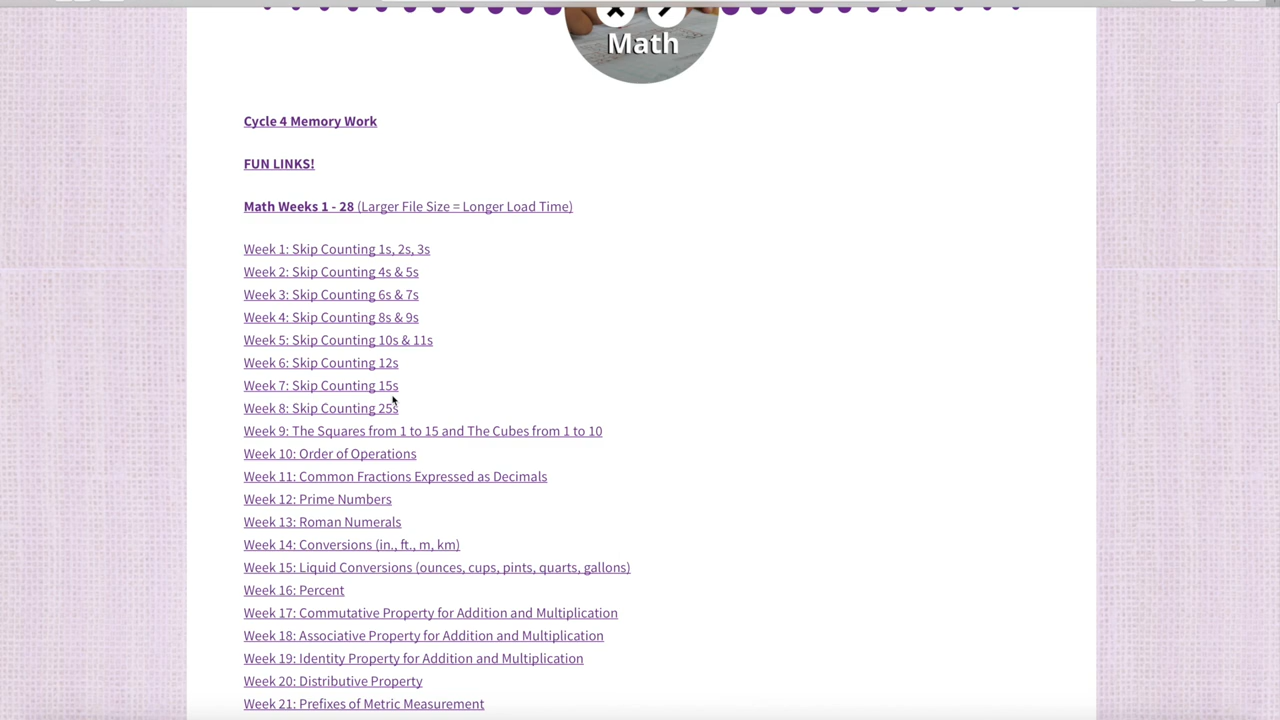 Math
Cycle 4 Memory Work
FUN LINKS!
Math Weeks 1 - 28 (Larger File Size = Longer Load Time)
Week 1: Skip Counting 1s, 2s, 3s
Week 2: Skip Counting 4s & 5s
Week 3: Skip Counting 6s & 7s
Week 4: Skip Counting 8s & 9s
Week 5: Skip Counting 10s & 11s
Week 6: Skip Counting 12s
Week 7: Skip Counting 15s
Week 8: Skip Counting 25s
Week 9: The Squares from 1 to 15 and The Cubes from 1 to 10
Week 10: Order of Operations
Week 11: Common Fractions Expressed as Decimals
Week 12: Prime Numbers
Week 13: Roman Numerals
Week 14: Conversions (in., ft., m, km)
Week 15: Liquid Conversions (ounces, cups, pints, quarts, gallons)
Week 16: Percent
Week 17: Commutative Property for Addition and Multiplication
Week 18: Associative Property for Addition and Multiplication
Week 19: Identity Property for Addition and Multiplication
Week 20: Distributive Property
Week 21: Prefixes of Metric Measurement